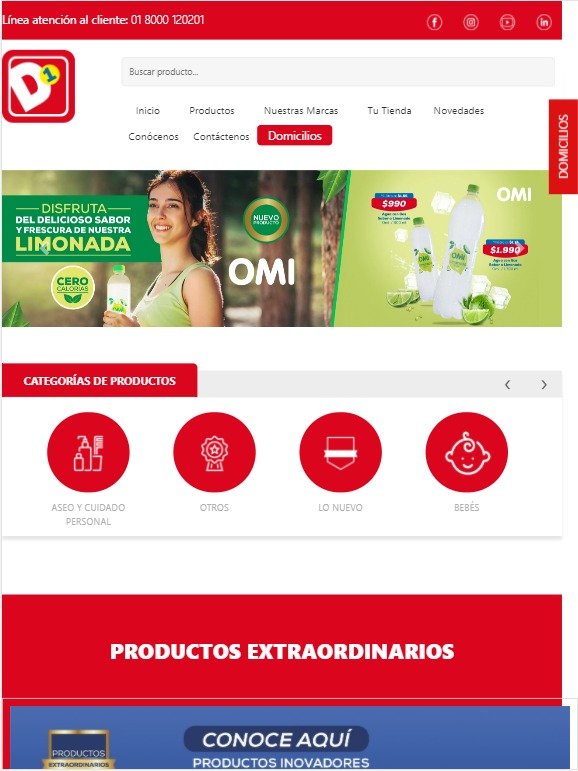 Línea atención al cliente: 01 8000 120201
D1
Buscar producto...
Inicio Productos Nuestras Marcas Tu Tienda Novedades
Conócenos Contáctenos Domicilios
DOMICILIOS
DISFRUTA
DEL DELICIOSO SABOR
Y FRESCURA DE NUESTRA
LIMONADA
CERO
CALORÍAS
NUEVO
PRODUCTO
OMI
OMI
$990
$1.990
CATEGORÍAS DE PRODUCTOS
ASEO Y CUIDADO
PERSONAL
OTROS
LO NUEVO
BEBÉS
PRODUCTOS EXTRAORDINARIOS
PRODUCTOS
EXTRAORDINARIOS
CONOCE AQUÍ
PRODUCTOS INOVADORES